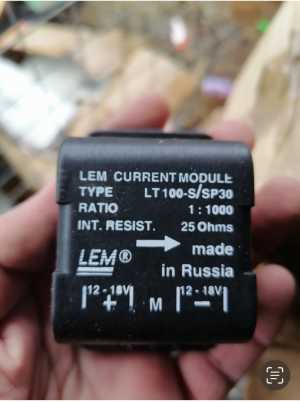 LEM CURRENT MODULE
TYPE LT 100-S/SP30
RATIO 1 : 1000
INT. RESIST. 25 Ohms
made
LEM® in Russia
12 - 18V 12 - 18V
+ M −